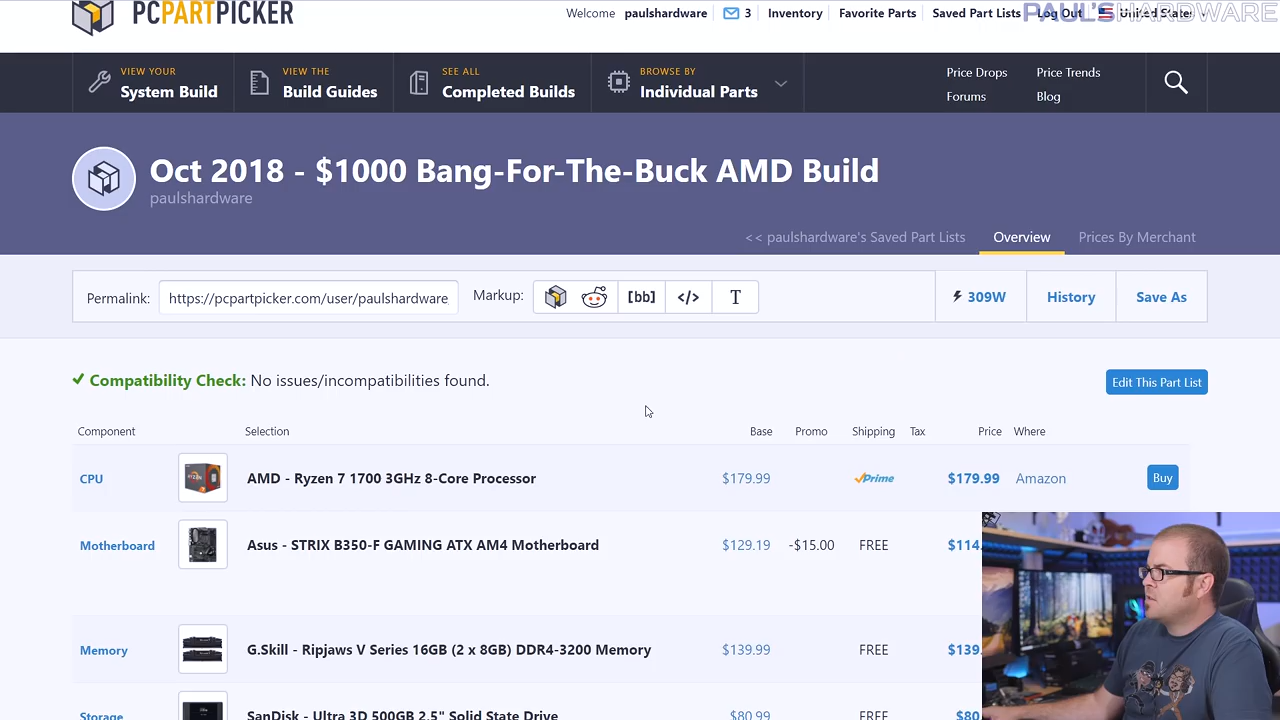 PCPARTPICKER
Welcome paulshardware 3 Inventory Favorite Parts Saved Part Lists Log Out United States
PAUL'SHARDWARE
VIEW YOUR
System Build
VIEW THE
Build Guides
SEE ALL
Completed Builds
BROWSE BY
Individual Parts
Price Drops
Price Trends
Forums
Blog
Oct 2018 - $1000 Bang-For-The-Buck AMD Build
paulshardware
<< paulshardware's Saved Part Lists
Overview
Prices By Merchant
Permalink: https://pcpartpicker.com/user/paulshardware
Markup: [bb] </> T
309W
History
Save As
Compatibility Check: No issues/incompatibilities found.
Edit This Part List
Component Selection Base Promo Shipping Tax Price Where
CPU AMD - Ryzen 7 1700 3GHz 8-Core Processor $179.99 Prime $179.99 Amazon Buy
Motherboard Asus - STRIX B350-F GAMING ATX AM4 Motherboard $129.19 -$15.00 FREE $114.
Memory G.Skill - Ripjaws V Series 16GB (2 x 8GB) DDR4-3200 Memory $139.99 FREE $139.
Storage SanDisk - Ultra 3D 500GB 2.5" Solid State Drive $80.99 FREE $80